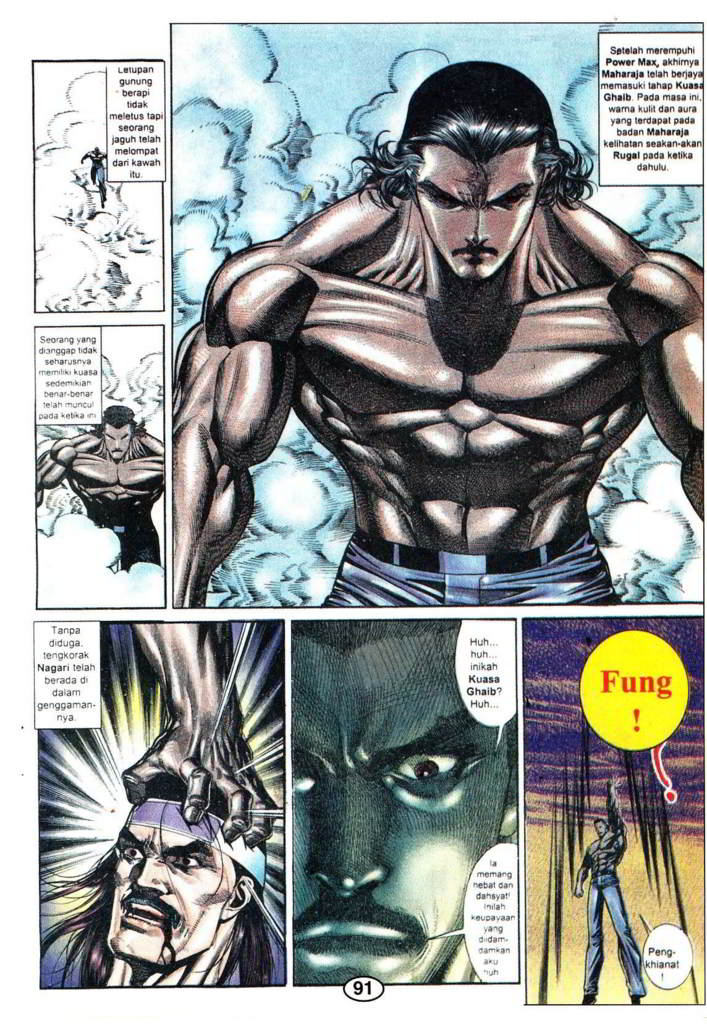 Letupan
gunung
berapi
tidak
meletus tapi
seorang
jaguh telah
melompat
dari kawah
itu.
Setelah merempuhi
Power Max, akhirnya
Maharaja telah berjaya
memasuki tahap Kuasa
Ghaib. Pada masa ini,
warna kulit dan aura
yang terdapat pada
badan Maharaja
kelihatan seakan-akan
Rugal pada ketika
dahulu.
Seorang yang
dianggap tidak
seharusnya
memiliki kuasa
sedemikian
benar-benar
telah muncul
pada ketika ini
Tanpa
diduga,
tengkorak
Nagari telah
berada di
dalam
genggaman-
nya.
Huh...
huh...
inikah
Kuasa
Ghaib?
Huh...
Ia
memang
hebat dan
dahsyat!
Inilah
keupayaan
yang
diidam-
damkan
aku
huh
Fung
!
Peng-
khianat
!
91